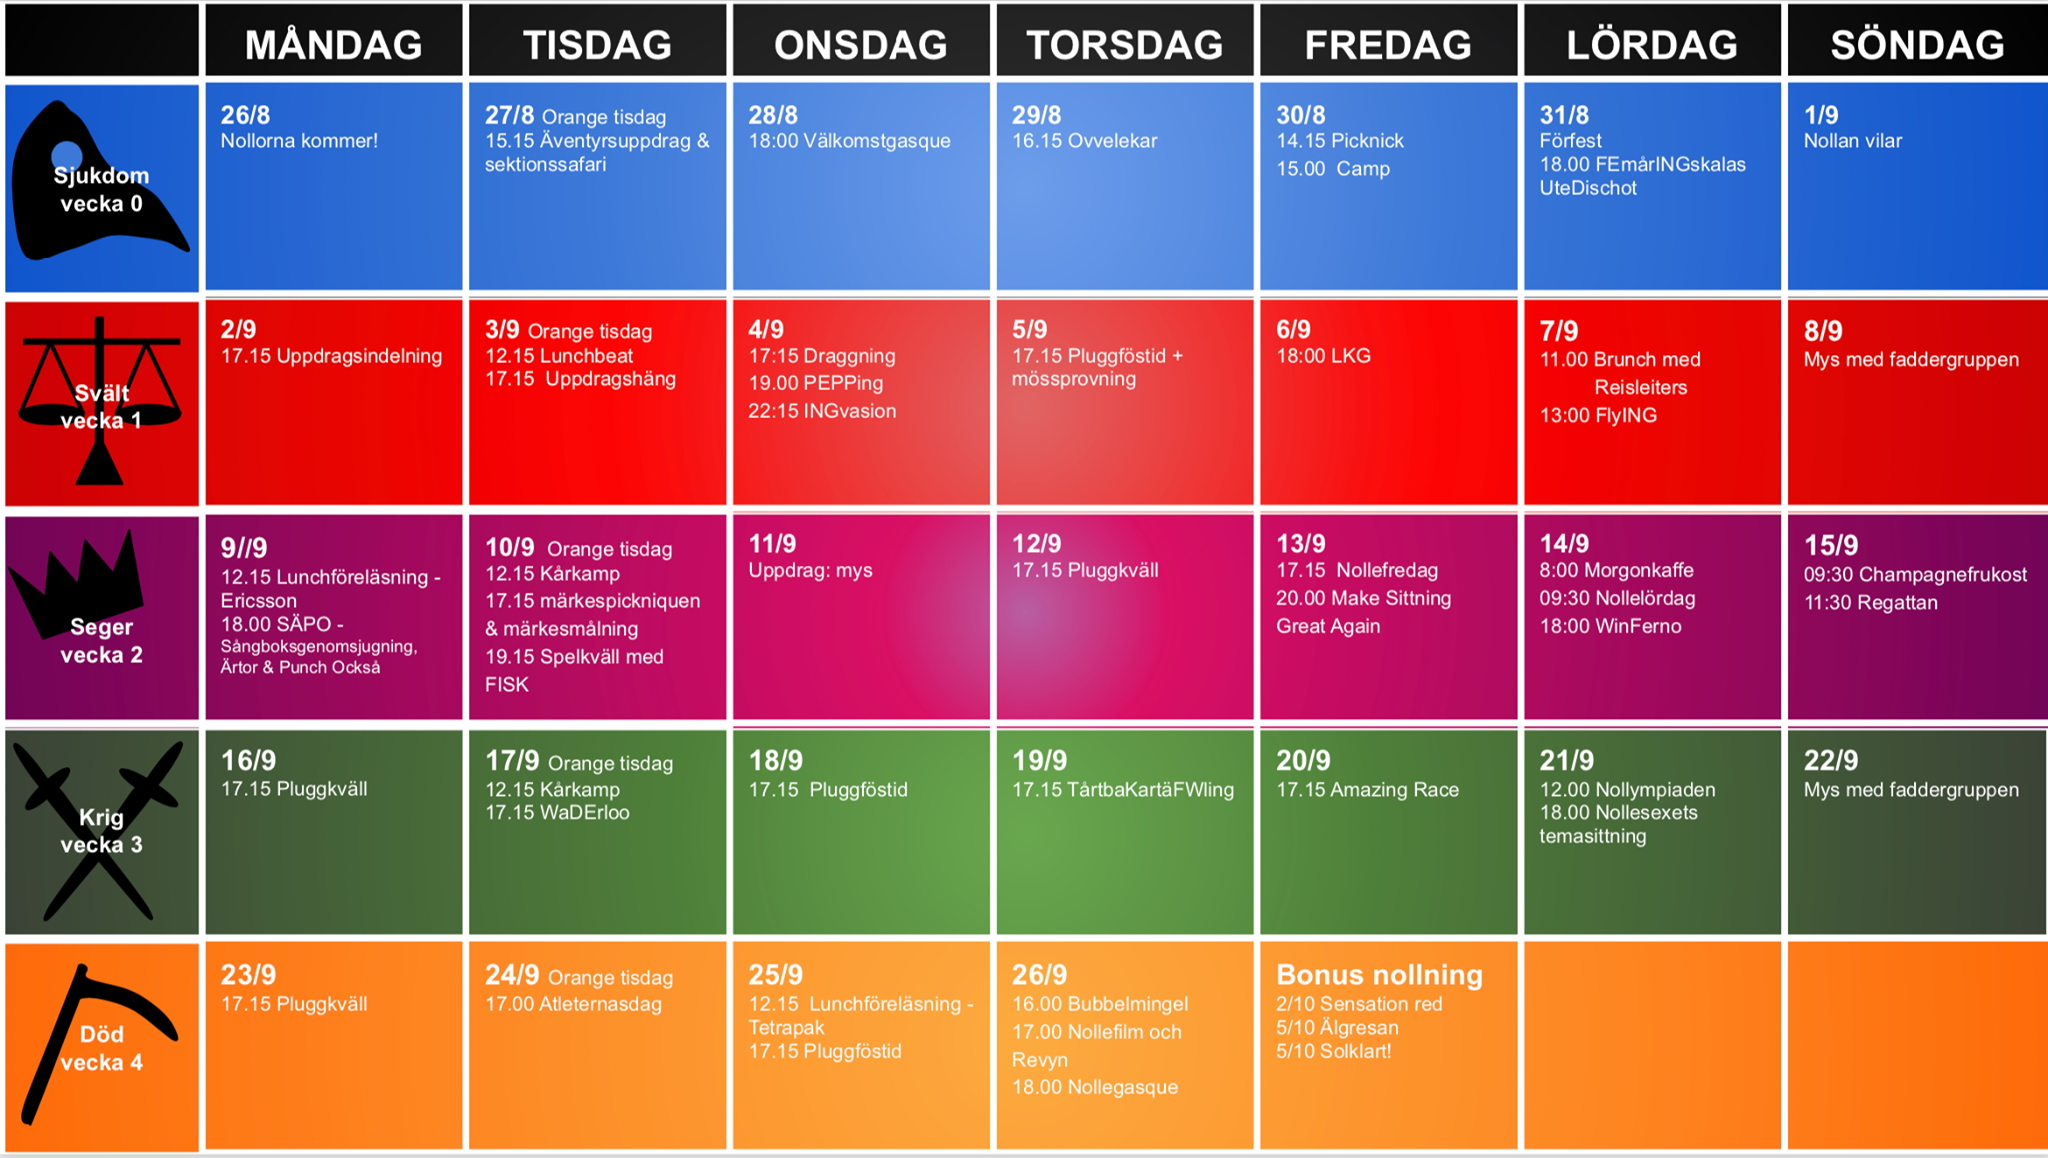 MÅNDAG
TISDAG
ONSDAG
TORSDAG
FREDAG
LÖRDAG
SÖNDAG
Sjukdom
vecka 0
26/8
Nollorna kommer!
27/8 Orange tisdag
15.15 Äventyrsuppdrag &
sektionssafari
28/8
18:00 Välkomstgasque
29/8
16.15 Ovvelekar
30/8
14.15 Picknick
15.00 Camp
31/8
Förfest
18.00 FEmårINGskalas
UteDischot
1/9
Nollan vilar
Svält
vecka 1
2/9
17.15 Uppdragsindelning
3/9 Orange tisdag
12.15 Lunchbeat
17.15 Uppdragshäng
4/9
17:15 Draggning
19.00 PEPPing
22:15 INGvasion
5/9
17.15 Pluggföstid +
mössprovning
6/9
18:00 LKG
7/9
11.00 Brunch med
Reisleiters
13:00 FlyING
8/9
Mys med faddergruppen
Seger
vecka 2
9//9
12.15 Lunchföreläsning -
Ericsson
18.00 SÄPO -
Sångboksgenomsjugning,
Ärtor & Punch Också
10/9 Orange tisdag
12.15 Kårkamp
17.15 märkespickniquen
& märkesmålning
19.15 Spelkväll med
FISK
11/9
Uppdrag: mys
12/9
17.15 Pluggkväll
13/9
17.15 Nollefredag
20.00 Make Sittning
Great Again
14/9
8:00 Morgonkaffe
09:30 Nollelördag
18:00 WinFerno
15/9
09:30 Champagnefrukost
11:30 Regattan
Krig
vecka 3
16/9
17.15 Pluggkväll
17/9 Orange tisdag
12.15 Kårkamp
17.15 WaDErloo
18/9
17.15 Pluggföstid
19/9
17.15 TårtbaKartäFWling
20/9
17.15 Amazing Race
21/9
12.00 Nollympiaden
18.00 Nollesexets
temasittning
22/9
Mys med faddergruppen
Död
vecka 4
23/9
17.15 Pluggkväll
24/9 Orange tisdag
17.00 Atleternasdag
25/9
12.15 Lunchföreläsning -
Tetrapak
17.15 Pluggföstid
26/9
16.00 Bubbelmingel
17.00 Nollefilm och
Revyn
18.00 Nollegasque
Bonus nollning
2/10 Sensation red
5/10 Älgresan
5/10 Solklart!